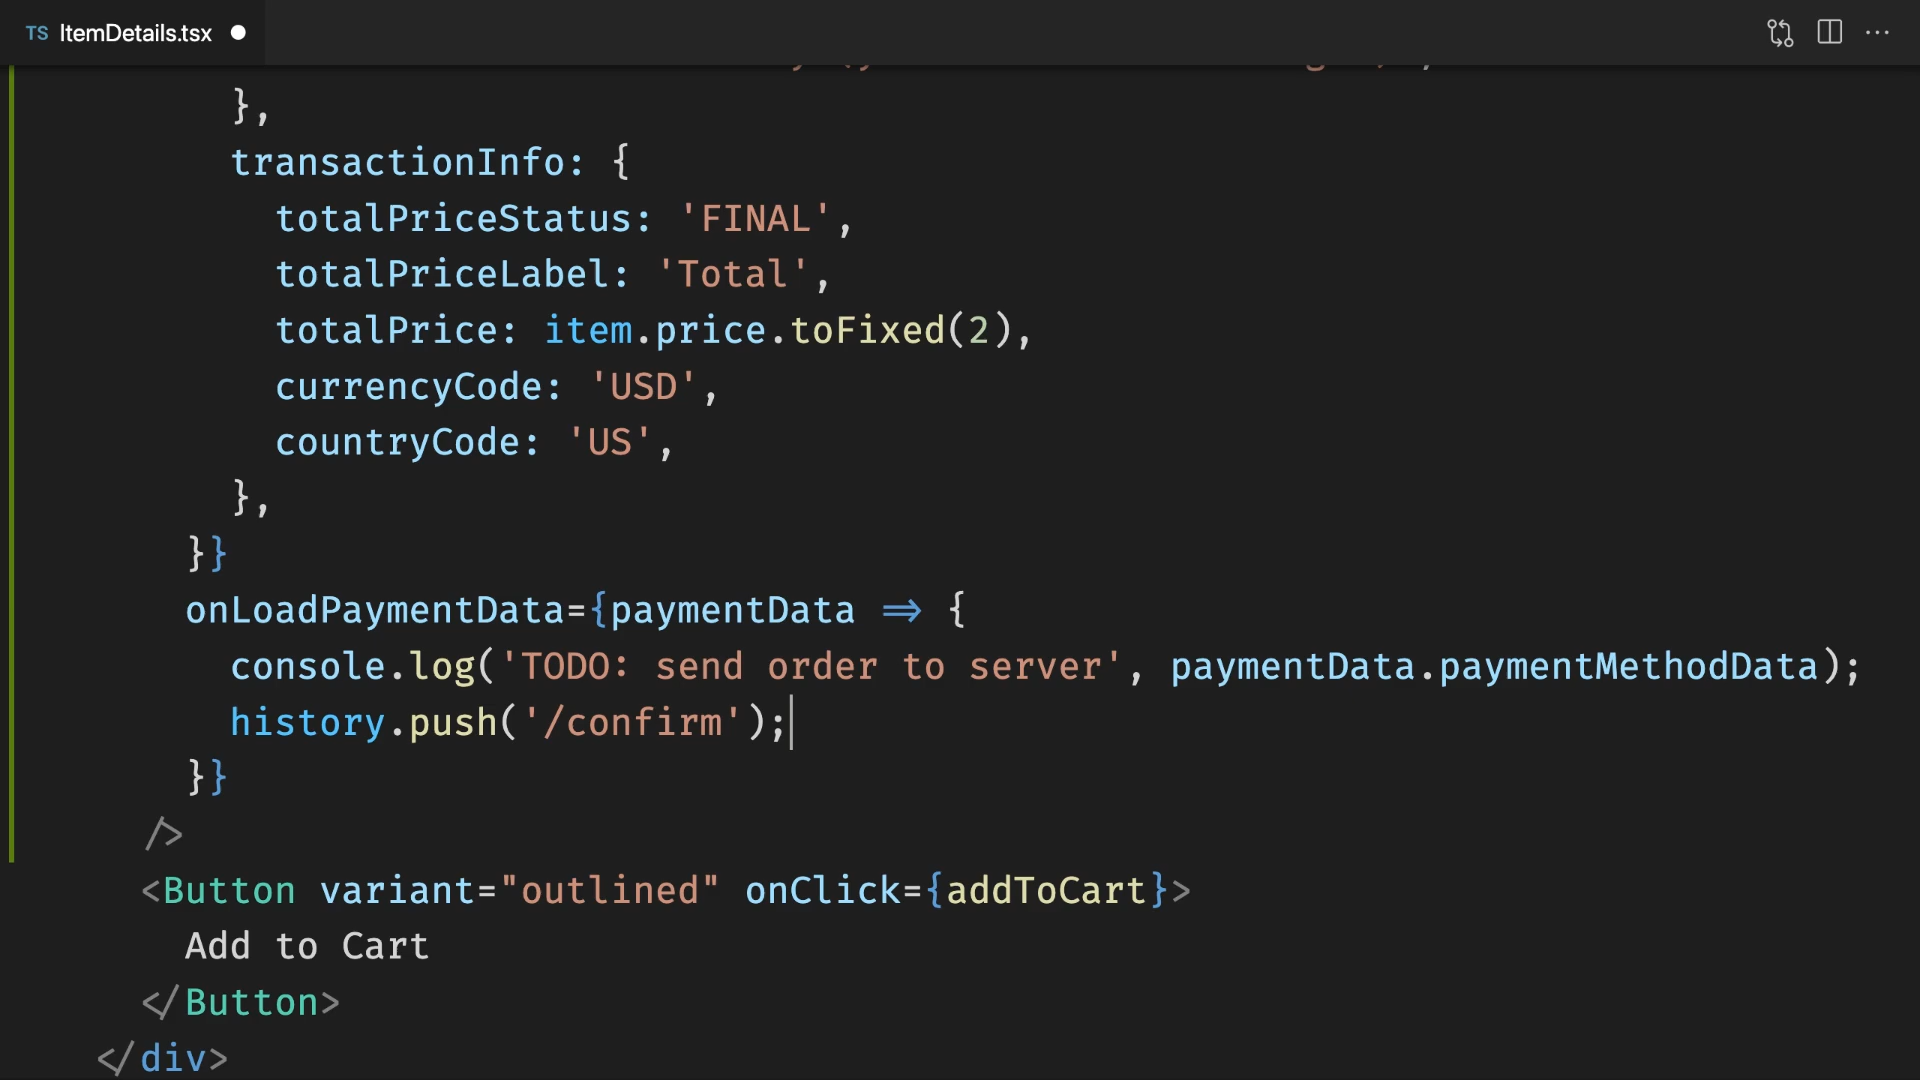 TS ItemDetails.tsx
},
transactionInfo: {
totalPriceStatus: 'FINAL',
totalPriceLabel: 'Total',
totalPrice: item.price.toFixed(2),
currencyCode: 'USD',
countryCode: 'US',
},
}}
onLoadPaymentData={paymentData => {
console.log('TODO: send order to server', paymentData.paymentMethodData);
history.push('/confirm');
}}
/>
<Button variant="outlined" onClick={addToCart}>
Add to Cart
</Button>
</div>